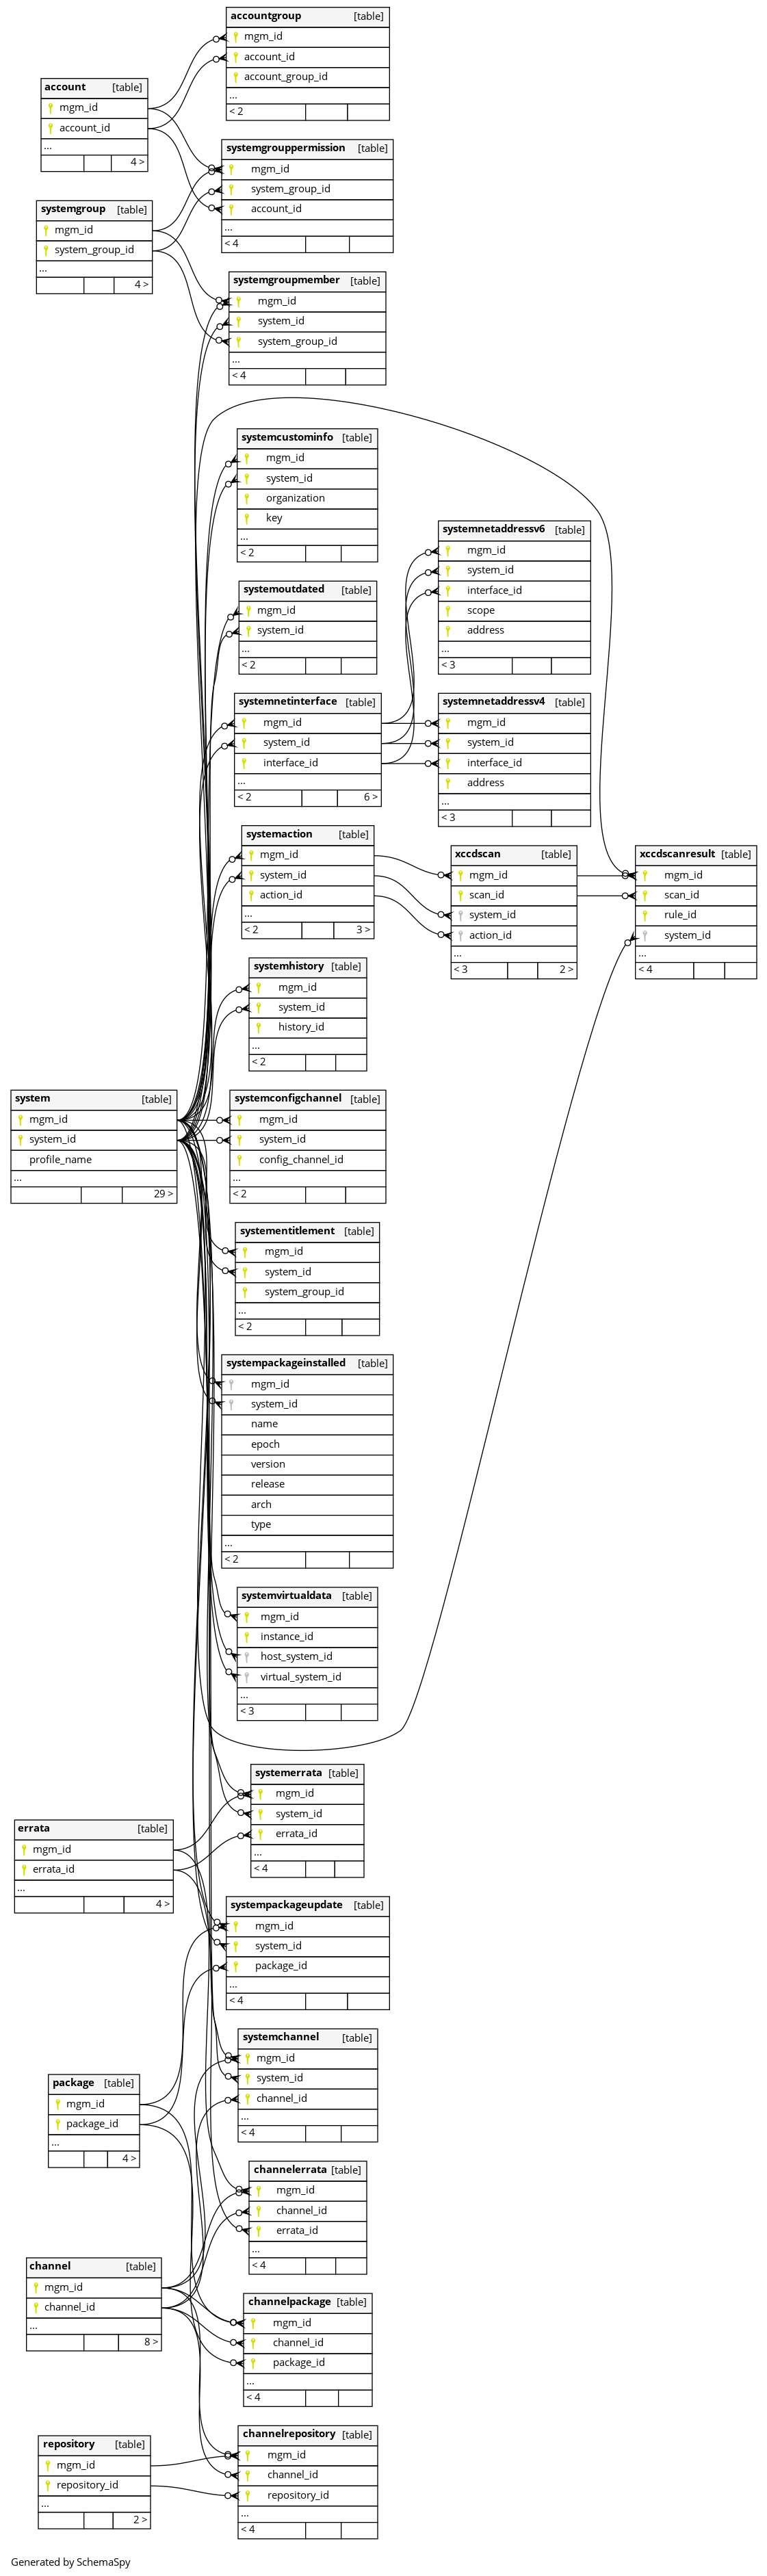 accountgroup [table]
mgm_id
account_id
account_group_id
...
< 2
account [table]
mgm_id
account_id
...
4 >
systemgrouppermission [table]
mgm_id
system_group_id
account_id
...
< 4
systemgroup [table]
mgm_id
system_group_id
...
4 >
systemgroupmember [table]
mgm_id
system_id
system_group_id
...
< 4
systemcustominfo [table]
mgm_id
system_id
organization
key
...
< 2
systemnetaddressv6 [table]
mgm_id
system_id
interface_id
scope
address
...
< 3
systemoutdated [table]
mgm_id
system_id
...
< 2
systemnetinterface [table]
mgm_id
system_id
interface_id
...
< 2 6 >
systemnetaddressv4 [table]
mgm_id
system_id
interface_id
address
...
< 3
systemaction [table]
mgm_id
system_id
action_id
...
< 2 3 >
xccdscan [table]
mgm_id
scan_id
system_id
action_id
...
< 3 2 >
xccdscanresult [table]
mgm_id
scan_id
rule_id
system_id
...
< 4
systemhistory [table]
mgm_id
system_id
history_id
...
< 2
system [table]
mgm_id
system_id
profile_name
...
29 >
systemconfigchannel [table]
mgm_id
system_id
config_channel_id
...
< 2
systementitlement [table]
mgm_id
system_id
system_group_id
...
< 2
systempackageinstalled [table]
mgm_id
system_id
name
epoch
version
release
arch
type
...
< 2
systemvirtualdata [table]
mgm_id
instance_id
host_system_id
virtual_system_id
...
< 3
systemerrata [table]
mgm_id
system_id
errata_id
...
< 4
errata [table]
mgm_id
errata_id
...
4 >
systempackageupdate [table]
mgm_id
system_id
package_id
...
< 4
systemchannel [table]
mgm_id
system_id
channel_id
...
< 4
package [table]
mgm_id
package_id
...
4 >
channelerrata [table]
mgm_id
channel_id
errata_id
...
< 4
channel [table]
mgm_id
channel_id
...
8 >
channelpackage [table]
mgm_id
channel_id
package_id
...
< 4
channelrepository [table]
mgm_id
channel_id
repository_id
...
< 4
repository [table]
mgm_id
repository_id
...
2 >
Generated by SchemaSpy